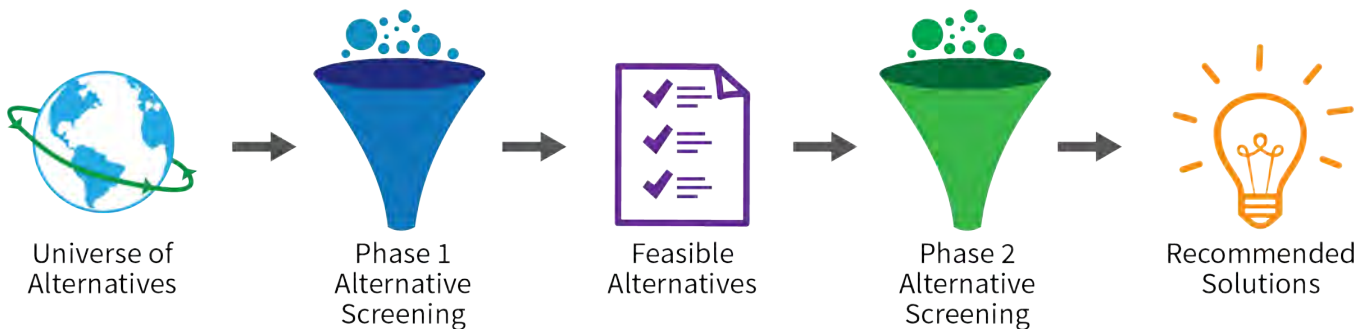 Universe of
Alternatives
Phase 1
Alternative
Screening
Feasible
Alternatives
Phase 2
Alternative
Screening
Recommended
Solutions